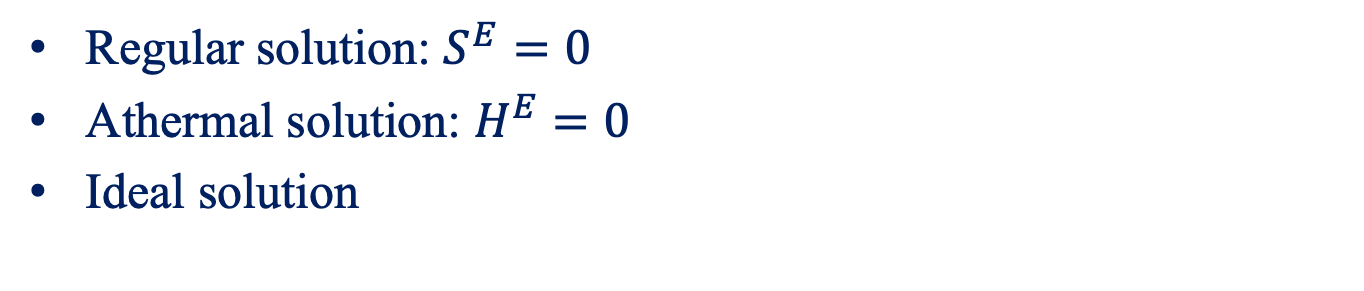 • Regular solution: $S^E = 0$
• Athermal solution: $H^E = 0$
• Ideal solution